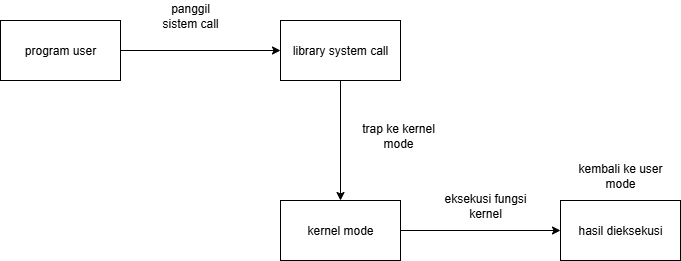 panggil
sistem call
program user
library system call
trap ke kernel
mode
kembali ke user
mode
eksekusi fungsi
kernel
kernel mode
hasil dieksekusi